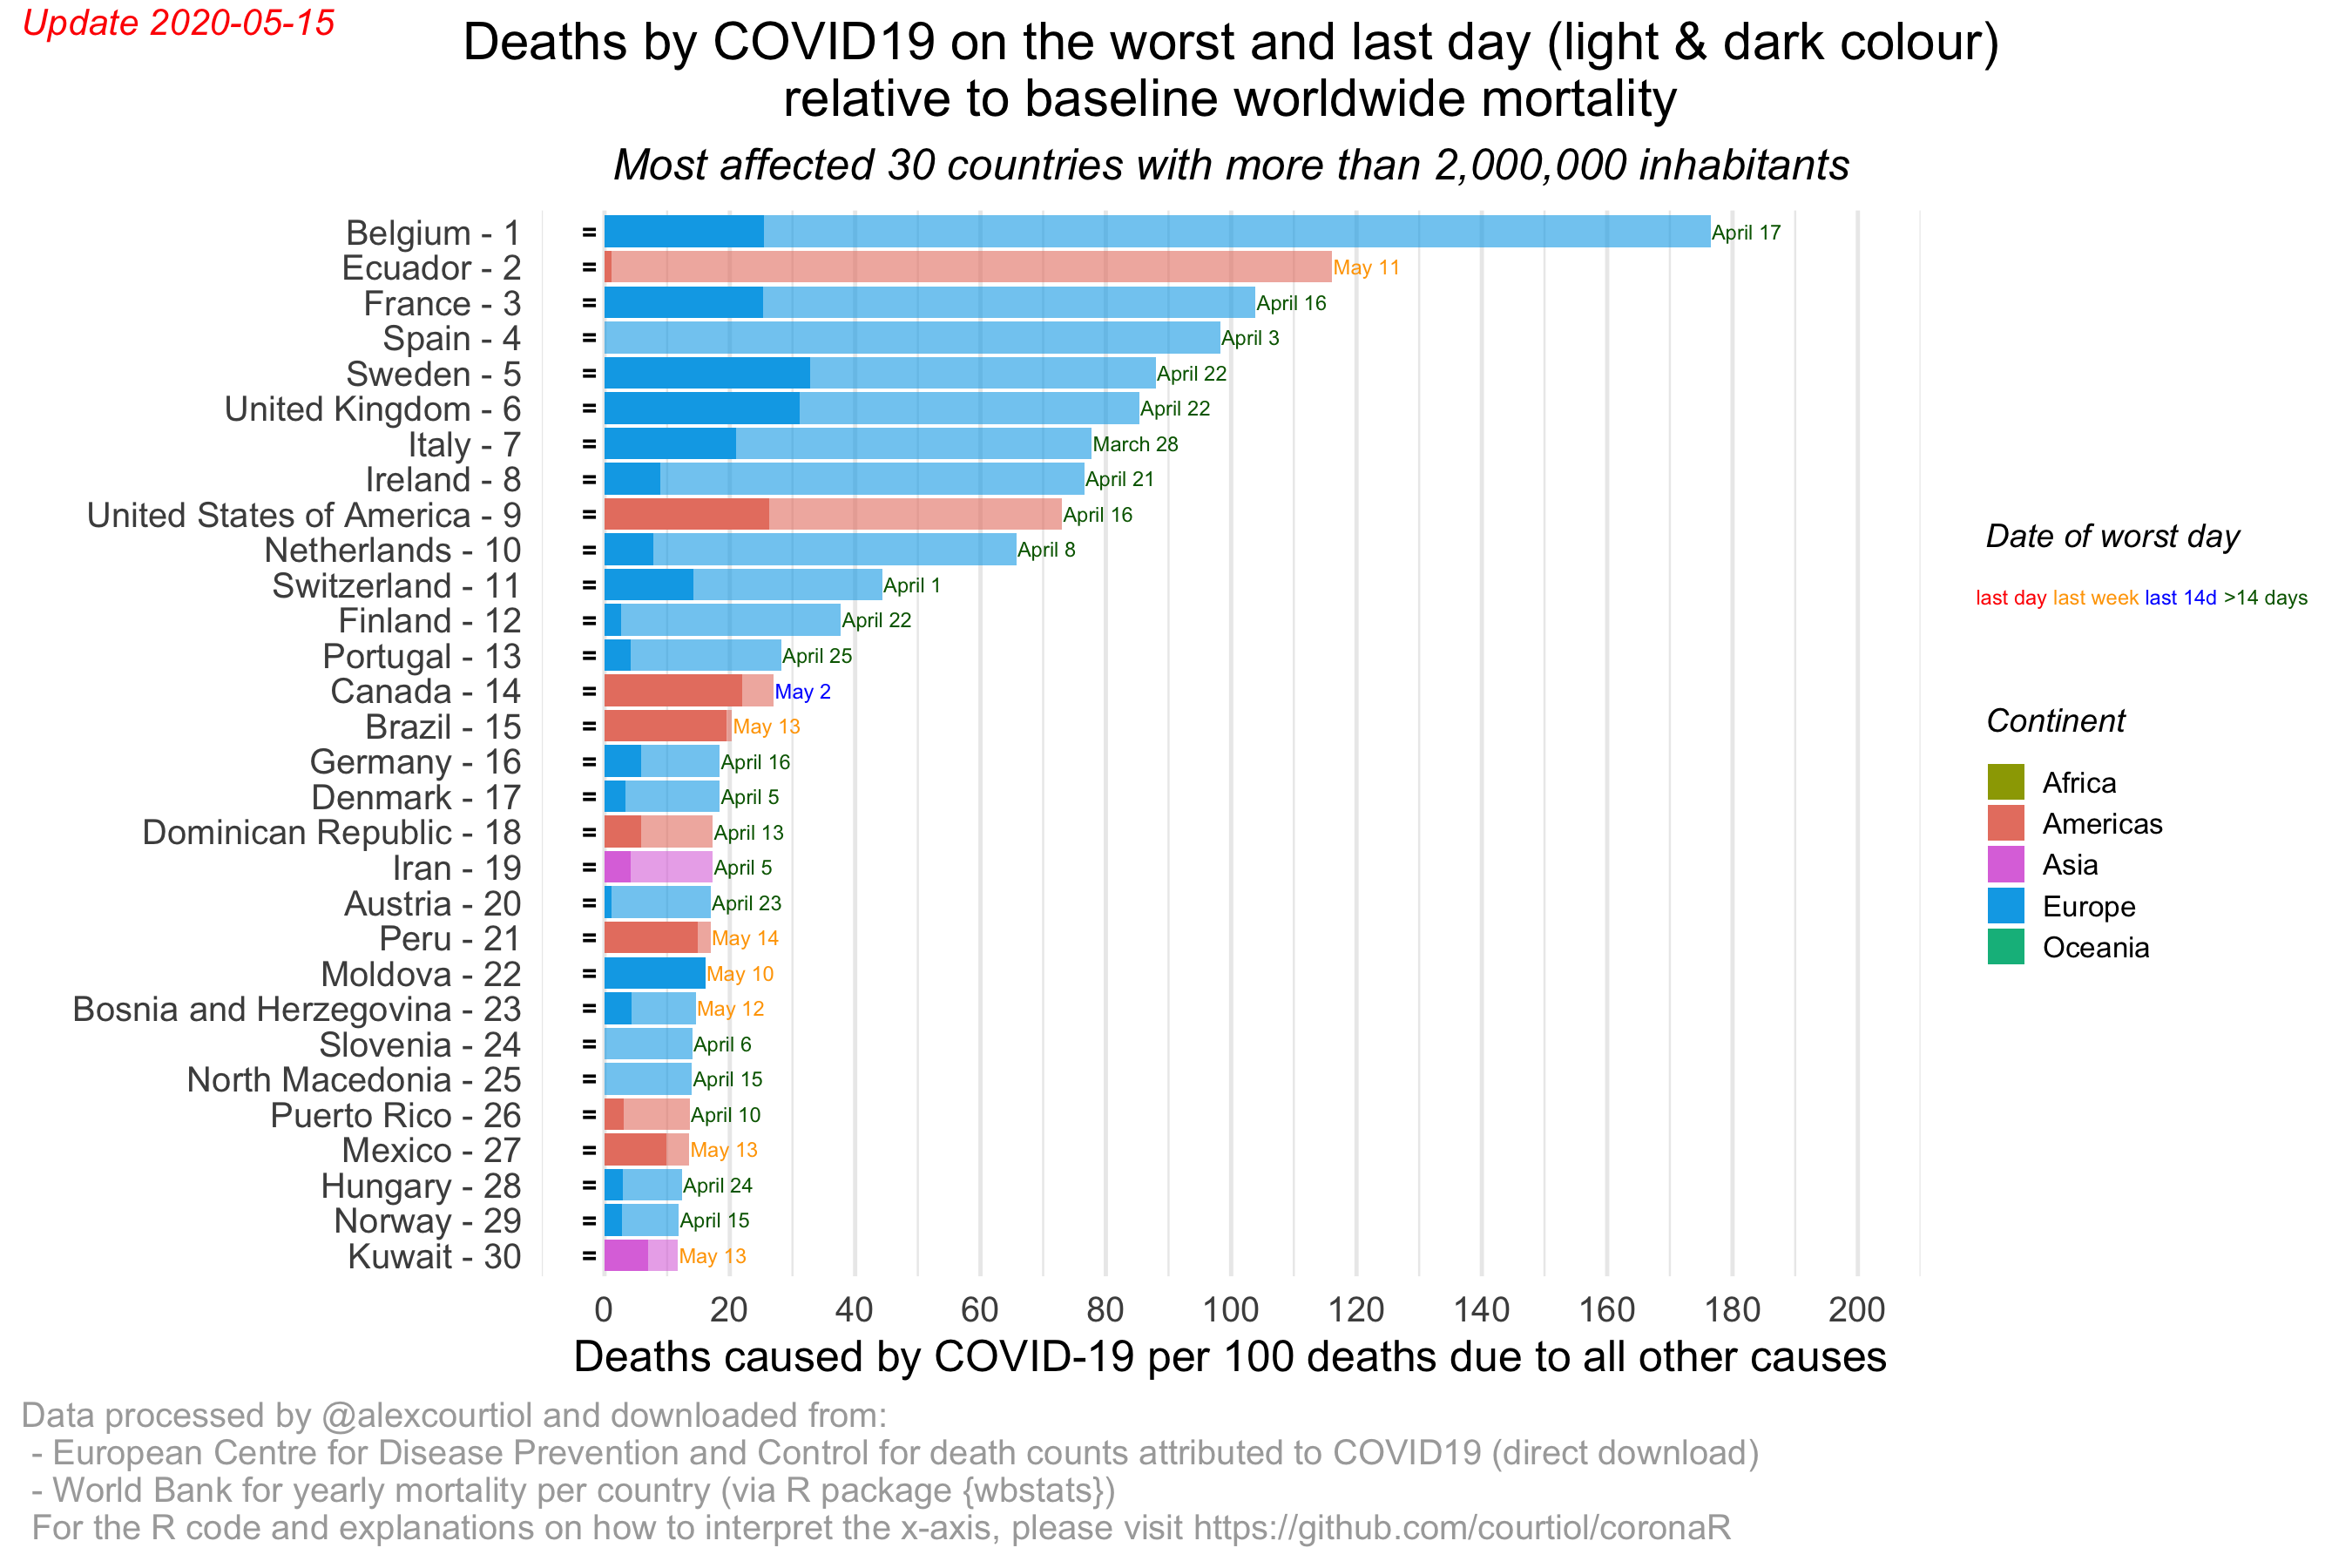 Update 2020-05-15
Deaths by COVID19 on the worst and last day (light & dark colour)
relative to baseline worldwide mortality
Most affected 30 countries with more than 2,000,000 inhabitants
Belgium - 1 = April 17
Ecuador - 2 = May 11
France - 3 = April 16
Spain - 4 = April 3
Sweden - 5 = April 22
United Kingdom - 6 = April 22
Italy - 7 = March 28
Ireland - 8 = April 21
United States of America - 9 = April 16
Netherlands - 10 = April 8
Switzerland - 11 = April 1
Finland - 12 = April 22
Portugal - 13 = April 25
Canada - 14 = May 2
Brazil - 15 = May 13
Germany - 16 = April 16
Denmark - 17 = April 5
Dominican Republic - 18 = April 13
Iran - 19 = April 5
Austria - 20 = April 23
Peru - 21 = May 14
Moldova - 22 = May 10
Bosnia and Herzegovina - 23 = May 12
Slovenia - 24 = April 6
North Macedonia - 25 = April 15
Puerto Rico - 26 = April 10
Mexico - 27 = May 13
Hungary - 28 = April 24
Norway - 29 = April 15
Kuwait - 30 = May 13
0 20 40 60 80 100 120 140 160 180 200
Deaths caused by COVID-19 per 100 deaths due to all other causes
Date of worst day
last day last week last 14d >14 days
Continent
Africa
Americas
Asia
Europe
Oceania
Data processed by @alexcourtiol and downloaded from:
- European Centre for Disease Prevention and Control for death counts attributed to COVID19 (direct download)
- World Bank for yearly mortality per country (via R package {wbstats})
For the R code and explanations on how to interpret the x-axis, please visit https://github.com/courtiol/coronaR